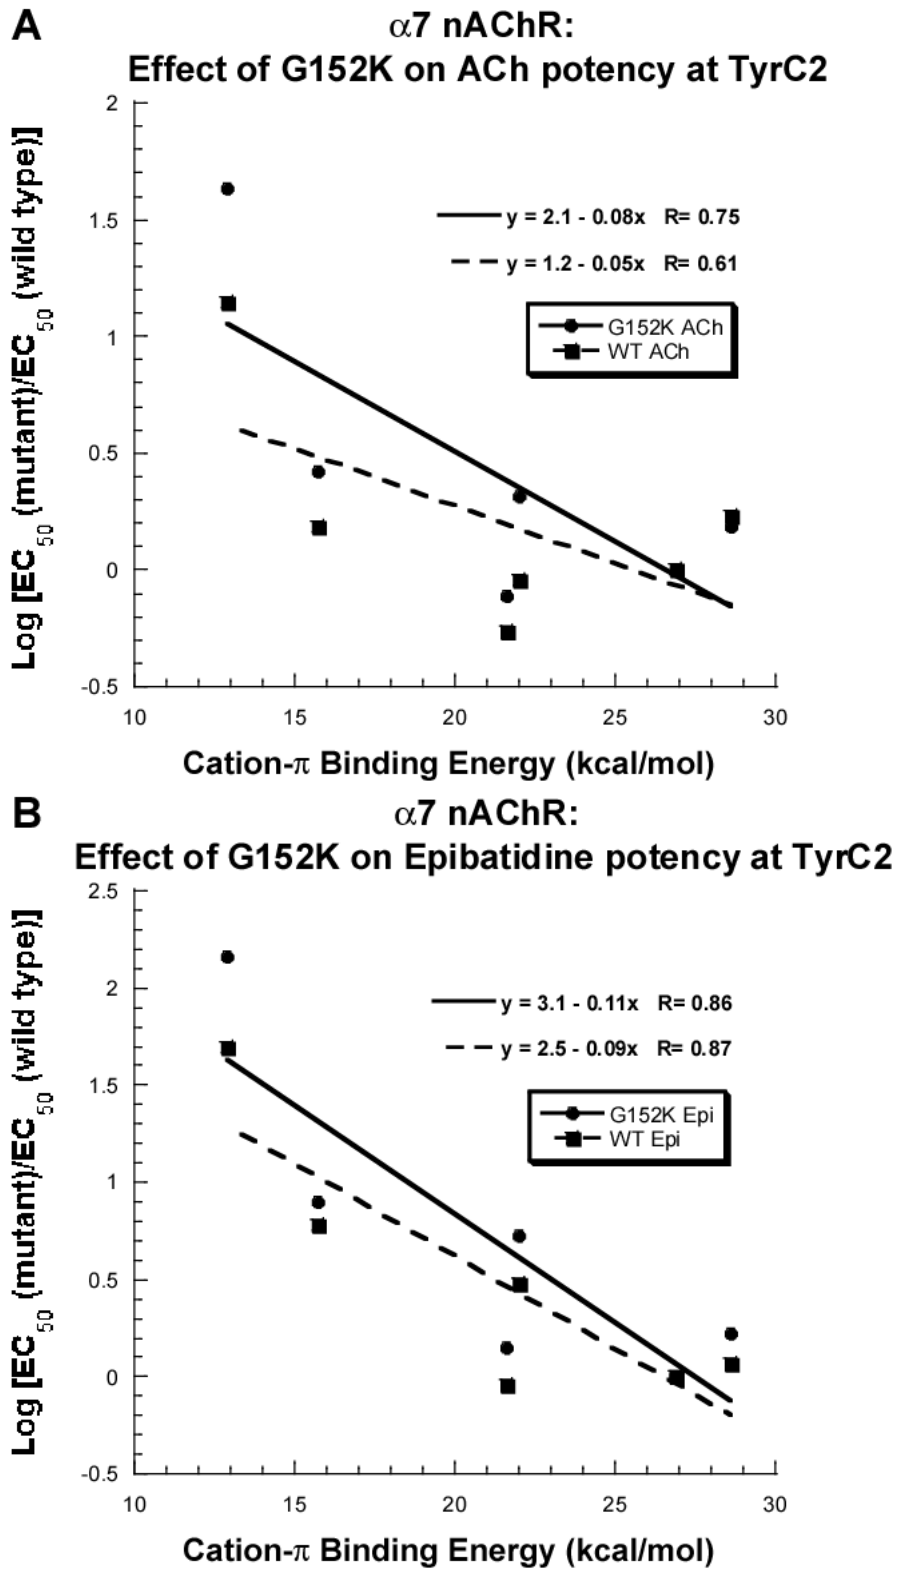 A
α7 nAChR:
Effect of G152K on ACh potency at TyrC2
Log [EC50 (mutant)/EC50 (wild type)]
2
1.5
1
0.5
0
-0.5
y = 2.1 - 0.08x R= 0.75
y = 1.2 - 0.05x R= 0.61
G152K ACh
WT ACh
10 15 20 25 30
Cation-π Binding Energy (kcal/mol)
B
α7 nAChR:
Effect of G152K on Epibatidine potency at TyrC2
Log [EC50 (mutant)/EC50 (wild type)]
2.5
2
1.5
1
0.5
0
-0.5
y = 3.1 - 0.11x R= 0.86
y = 2.5 - 0.09x R= 0.87
G152K Epi
WT Epi
10 15 20 25 30
Cation-π Binding Energy (kcal/mol)